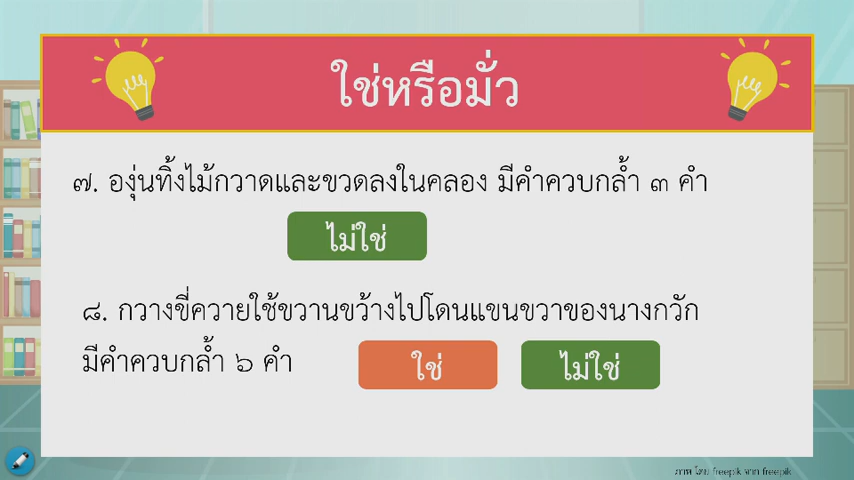 ใช่หรือมั่ว
๗. องุ่นทิ้งไม้กวาดและขวดลงในคลอง มีคำควบกล้ำ ๓ คำ
ไม่ใช่
๘. กวางขี่ควายใช้ขวานขว้างไปโดนแขนขวาของนางกวัก
มีคำควบกล้ำ ๖ คำ
ใช่
ไม่ใช่
ภาพ โดย freepik จาก freepik